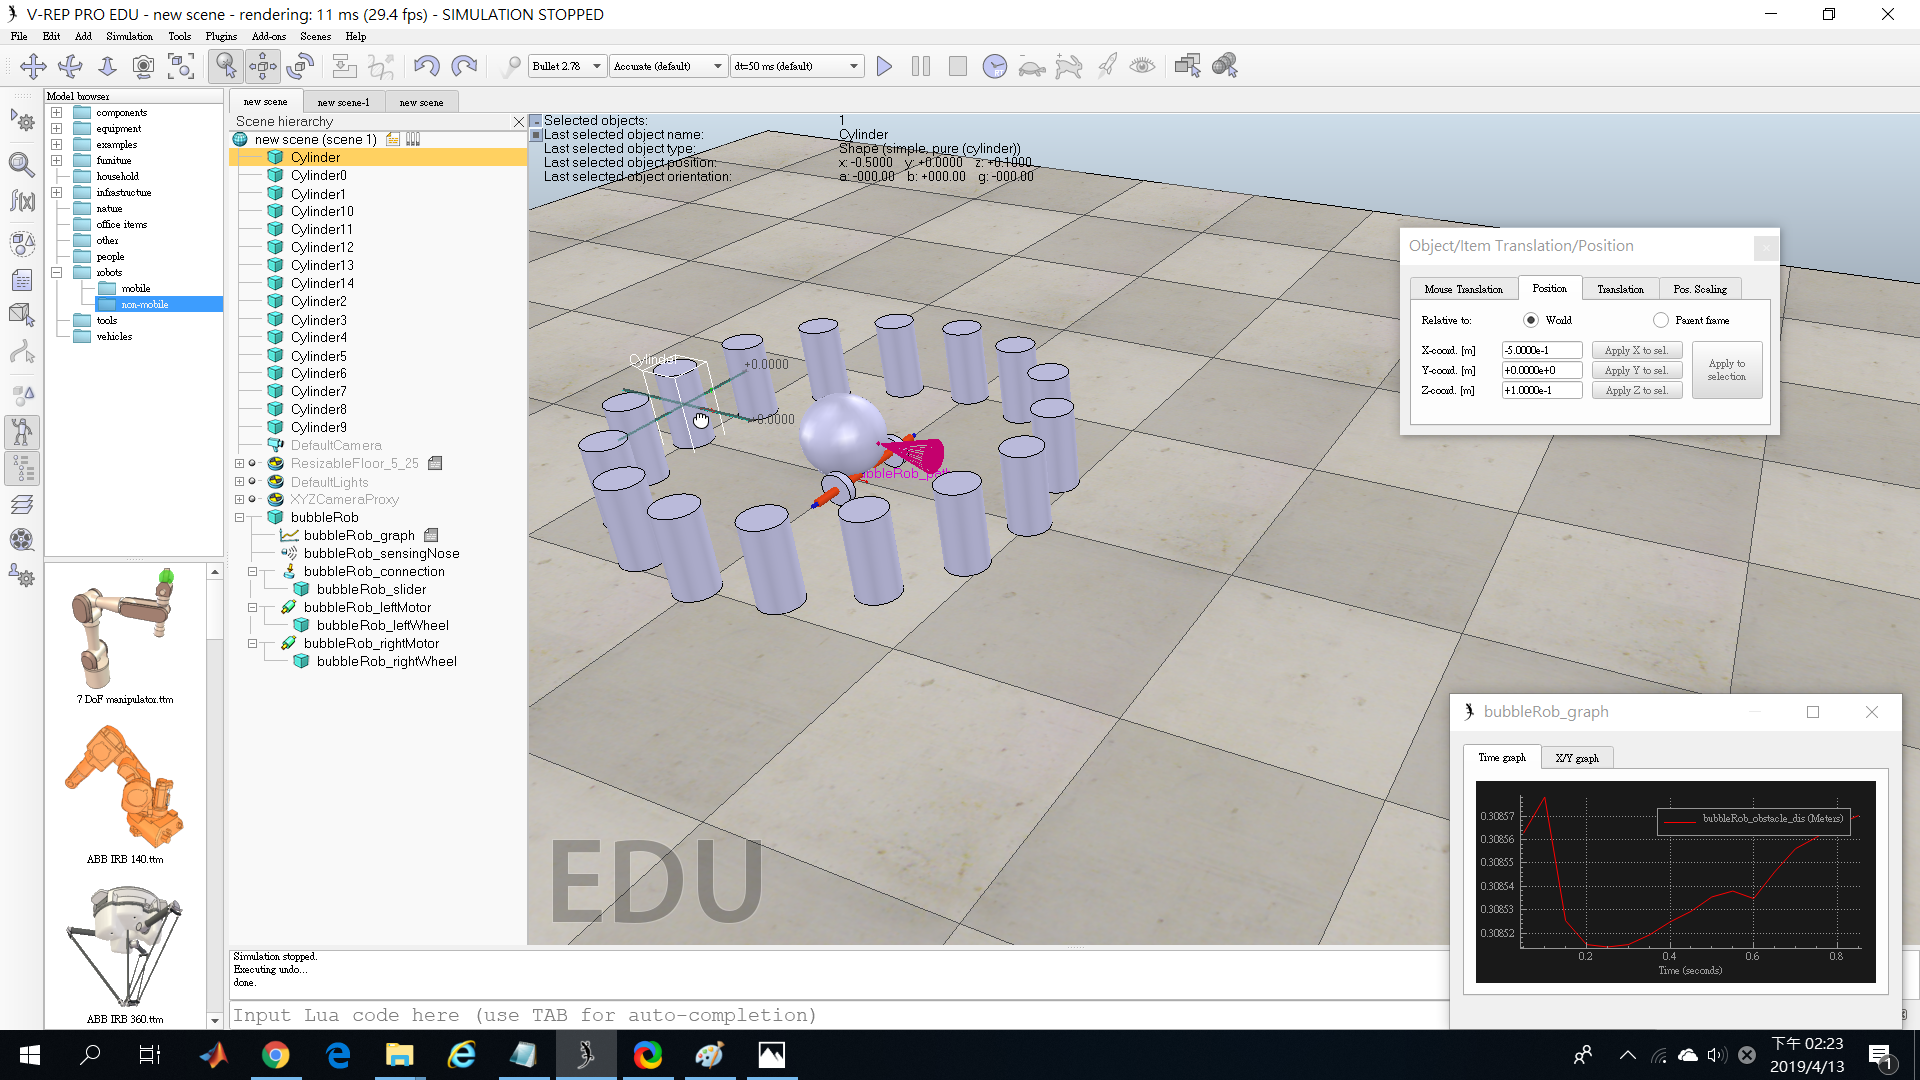 V-REP PRO EDU - new scene - rendering: 11 ms (29.4 fps) - SIMULATION STOPPED
File Edit Add Simulation Tools Plugins Add-ons Scenes Help
Bullet 2.78 Accurate (default) dt=50 ms (default)
Model browser
components
equipment
examples
furniture
household
infrastructure
nature
office items
other
people
robots
mobile
non-mobile
tools
vehicles
7 DoF manipulator.ttm
ABB IRB 140.ttm
ABB IRB 360.ttm
new scene new scene-1 new scene
Scene hierarchy
new scene (scene 1)
Cylinder
Cylinder0
Cylinder1
Cylinder10
Cylinder11
Cylinder12
Cylinder13
Cylinder14
Cylinder2
Cylinder3
Cylinder4
Cylinder5
Cylinder6
Cylinder7
Cylinder8
Cylinder9
DefaultCamera
ResizableFloor_5_25
DefaultLights
XYZCameraProxy
bubbleRob
bubbleRob_graph
bubbleRob_sensingNose
bubbleRob_connection
bubbleRob_slider
bubbleRob_leftMotor
bubbleRob_leftWheel
bubbleRob_rightMotor
bubbleRob_rightWheel
Selected objects: 1
Last selected object name: Cylinder
Last selected object type: Shape (simple, pure (cylinder))
Last selected object position: x: -0.5000 y: +0.0000 z: +0.1000
Last selected object orientation: a: -000.00 b: +000.00 g: -000.00
Cylinder
+0.0000
+0.0000
EDU
Object/Item Translation/Position
Mouse Translation Position Translation Pos. Scaling
Relative to: World Parent frame
X-coord. [m] -5.0000e-1 Apply X to sel.
Y-coord. [m] +0.0000e+0 Apply Y to sel.
Z-coord. [m] +1.0000e-1 Apply Z to sel.
Apply to
selection
bubbleRob_graph
Time graph X/Y graph
bubbleRob_obstacle_dis (Meters)
0.30857
0.30856
0.30855
0.30854
0.30853
0.30852
0.2 0.4 0.6 0.8
Time (seconds)
Simulation stopped.
Executing undo...
done.
Input Lua code here (use TAB for auto-completion)
下午 02:23
2019/4/13
1